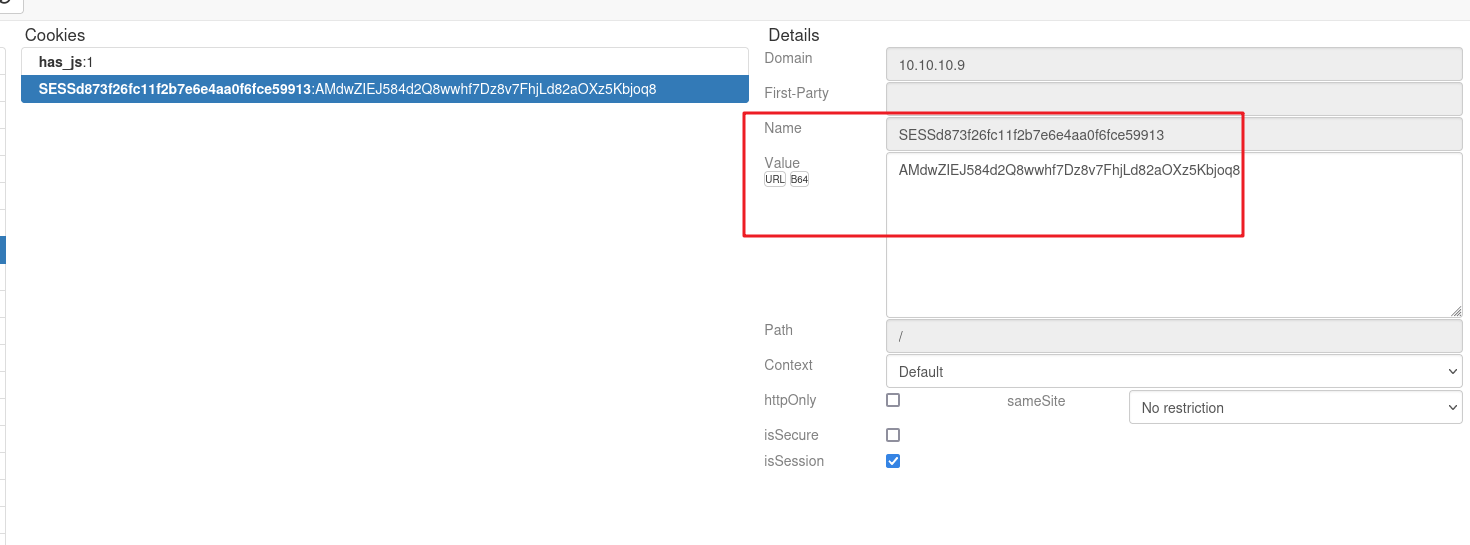 Cookies
has_js:1
SESSd873f26fc11f2b7e6e4aa0f6fce59913:AMdwZIEJ584d2Q8wwhf7Dz8v7FhjLd82aOXz5Kbjoq8
Details
Domain
10.10.10.9
First-Party
Name
SESSd873f26fc11f2b7e6e4aa0f6fce59913
Value
AMdwZIEJ584d2Q8wwhf7Dz8v7FhjLd82aOXz5Kbjoq8
URL B64
Path
/
Context
Default
httpOnly
sameSite
No restriction
isSecure
isSession